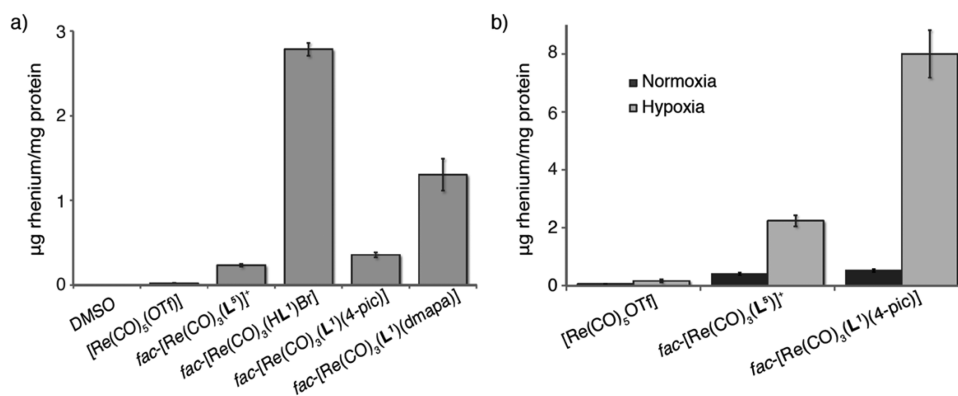 a)
µg rhenium/mg protein
3
2
1
0
DMSO
[Re(CO)₅(OTf)]
fac-[Re(CO)₃(L⁵)]⁺
fac-[Re(CO)₃(HL¹)Br]
fac-[Re(CO)₃(L¹)(4-pic)]
fac-[Re(CO)₃(L¹)(dmapa)]
b)
µg rhenium/mg protein
8
6
4
2
0
Normoxia
Hypoxia
[Re(CO)₅OTf]
fac-[Re(CO)₃(L⁵)]⁺
fac-[Re(CO)₃(L¹)(4-pic)]